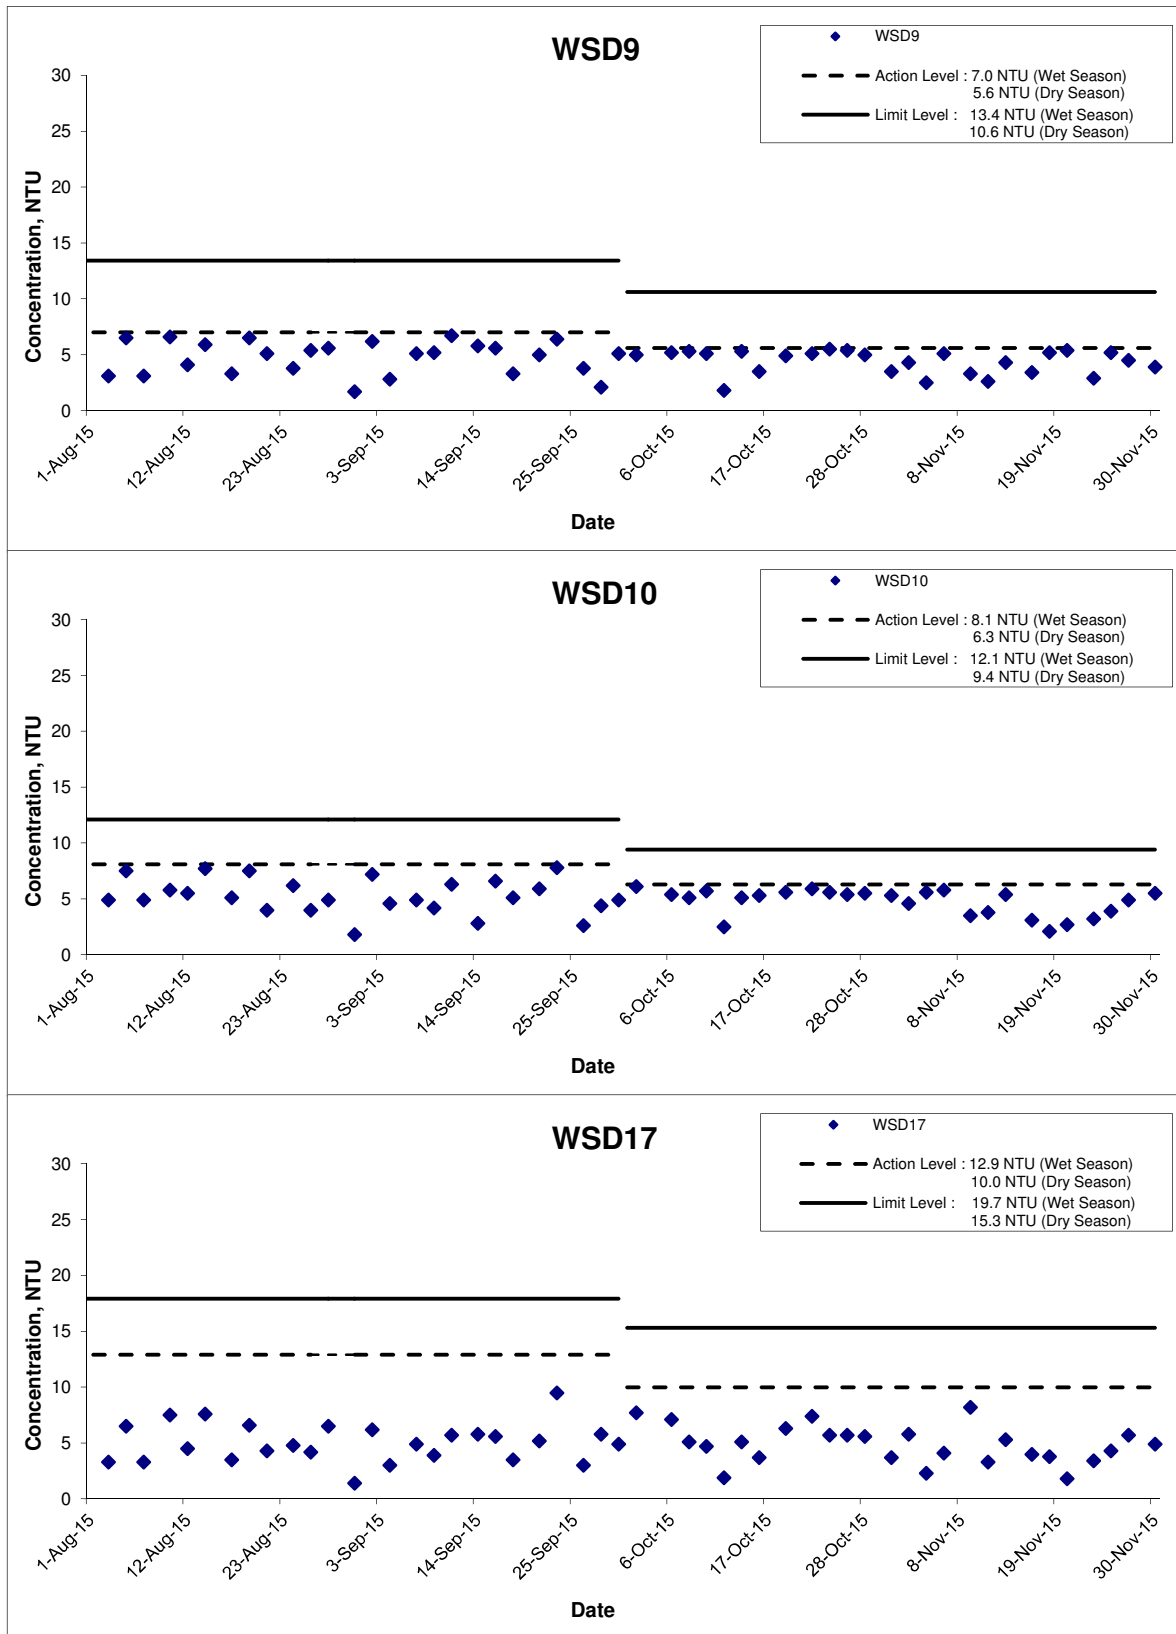 WSD9
WSD9
Action Level : 7.0 NTU (Wet Season)
5.6 NTU (Dry Season)
Limit Level : 13.4 NTU (Wet Season)
10.6 NTU (Dry Season)
Concentration, NTU
30
25
20
15
10
5
0
1-Aug-15
12-Aug-15
23-Aug-15
3-Sep-15
14-Sep-15
25-Sep-15
6-Oct-15
17-Oct-15
28-Oct-15
8-Nov-15
19-Nov-15
30-Nov-15
Date
WSD10
WSD10
Action Level : 8.1 NTU (Wet Season)
6.3 NTU (Dry Season)
Limit Level : 12.1 NTU (Wet Season)
9.4 NTU (Dry Season)
Concentration, NTU
30
25
20
15
10
5
0
1-Aug-15
12-Aug-15
23-Aug-15
3-Sep-15
14-Sep-15
25-Sep-15
6-Oct-15
17-Oct-15
28-Oct-15
8-Nov-15
19-Nov-15
30-Nov-15
Date
WSD17
WSD17
Action Level : 12.9 NTU (Wet Season)
10.0 NTU (Dry Season)
Limit Level : 19.7 NTU (Wet Season)
15.3 NTU (Dry Season)
Concentration, NTU
30
25
20
15
10
5
0
1-Aug-15
12-Aug-15
23-Aug-15
3-Sep-15
14-Sep-15
25-Sep-15
6-Oct-15
17-Oct-15
28-Oct-15
8-Nov-15
19-Nov-15
30-Nov-15
Date